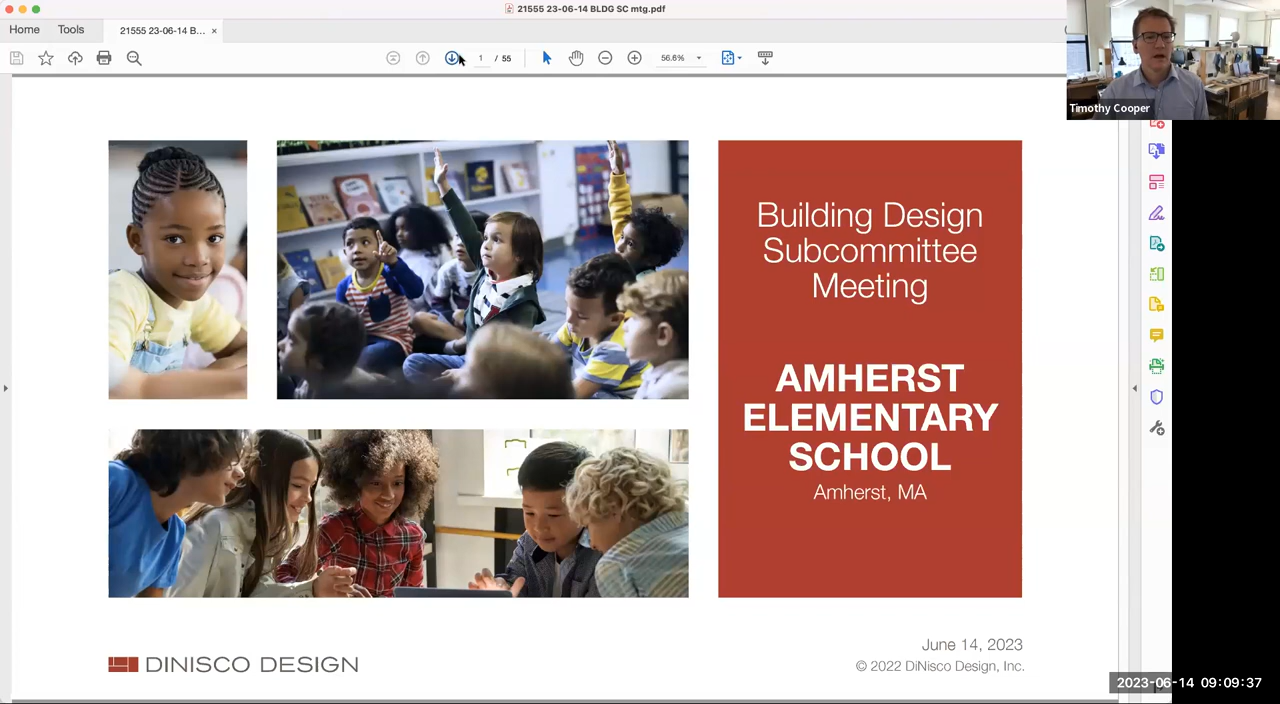 21555 23-06-14 BLDG SC mtg.pdf
Home
Tools
21555 23-06-14 B...
1 / 55
56.6%
Timothy Cooper
Building Design
Subcommittee
Meeting
AMHERST
ELEMENTARY
SCHOOL
Amherst, MA
DINISCO DESIGN
June 14, 2023
© 2022 DiNisco Design, Inc.
2023-06-14 09:09:37